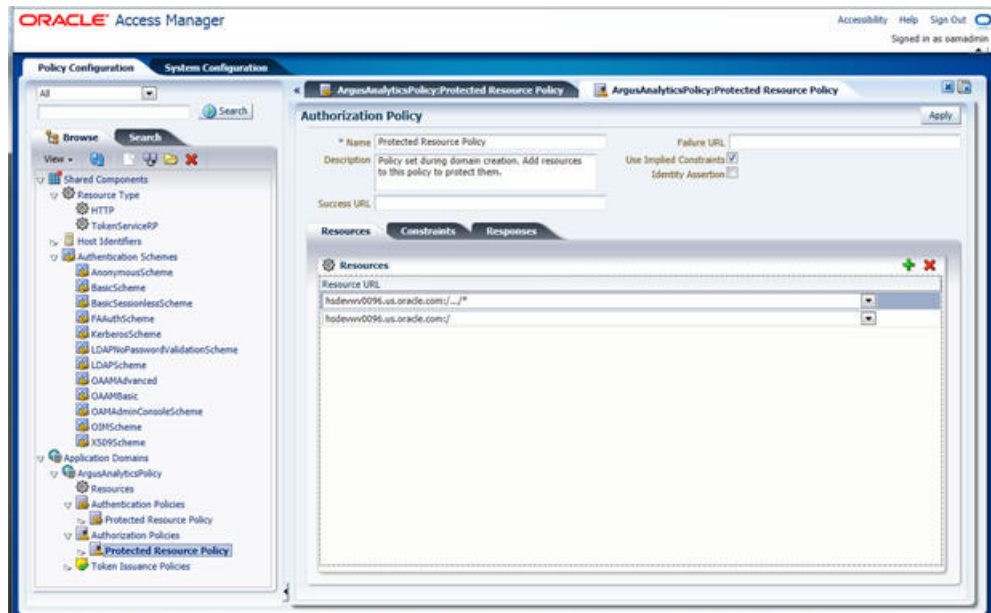 ORACLE Access Manager
Accessibility Help Sign Out
Signed in as oamadmin
Policy Configuration System Configuration
All
Search
Browse Search
View
Shared Components
Resource Type
HTTP
TokenServiceRP
Host Identifiers
Authentication Schemes
AnonymousScheme
BasicScheme
BasicSessionlessScheme
FAAuthScheme
KerberosScheme
LDAPNoPasswordValidationScheme
LDAPScheme
OAAMAdvanced
OAAMBasic
OAMAdminConsoleScheme
OIMScheme
X509Scheme
Application Domains
ArgusAnalyticsPolicy
Resources
Authentication Policies
Protected Resource Policy
Authorization Policies
Protected Resource Policy
Token Issuance Policies
ArgusAnalyticsPolicy:Protected Resource Policy ArgusAnalyticsPolicy:Protected Resource Policy
Authorization Policy Apply
* Name Protected Resource Policy
Description Policy set during domain creation. Add resources
to this policy to protect them.
Success URL
Failure URL
Use Implied Constraints
Identity Assertion
Resources Constraints Responses
Resources
Resource URL
hsdevwv0096.us.oracle.com:/.../*
hsdevwv0096.us.oracle.com:/